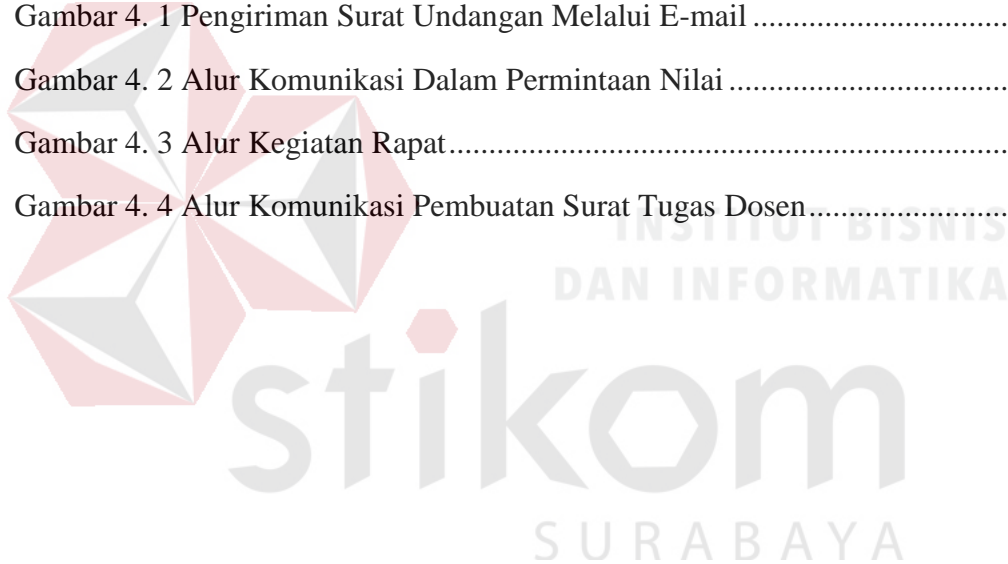 Gambar 4. 1 Pengiriman Surat Undangan Melalui E-mail ................................
Gambar 4. 2 Alur Komunikasi Dalam Permintaan Nilai ...................................
Gambar 4. 3 Alur Kegiatan Rapat......................................................................
Gambar 4. 4 Alur Komunikasi Pembuatan Surat Tugas Dosen.........................
INSTITUT BISNIS
DAN INFORMATIKA
stikom
SURABAYA